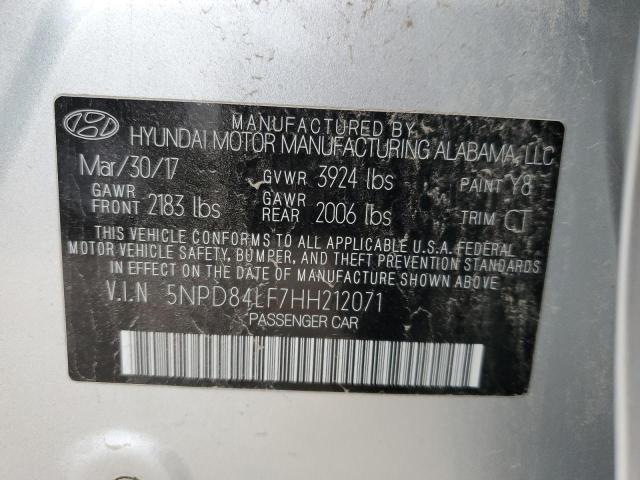 MANUFACTURED BY
HYUNDAI MOTOR MANUFACTURING ALABAMA, LLC
Mar/30/17 GVWR 3924 lbs PAINT Y8
GAWR FRONT 2183 lbs GAWR REAR 2006 lbs TRIM CT
THIS VEHICLE CONFORMS TO ALL APPLICABLE U.S.A. FEDERAL
MOTOR VEHICLE SAFETY, BUMPER, AND THEFT PREVENTION STANDARDS
IN EFFECT ON THE DATE OF MANUFACTURE SHOWN ABOVE.
V.I.N 5NPD84LF7HH212071
PASSENGER CAR